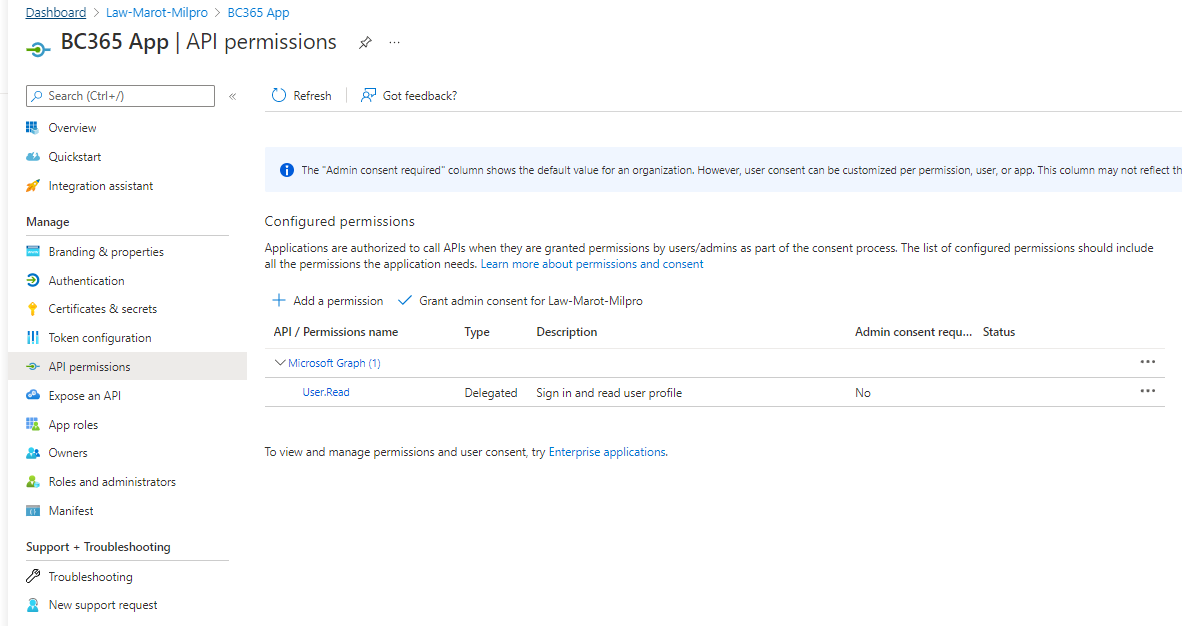 Dashboard > Law-Marot-Milpro > BC365 App
BC365 App | API permissions
Search (Ctrl+/)
«
Refresh
Got feedback?
Overview
Quickstart
Integration assistant
Manage
Branding & properties
Authentication
Certificates & secrets
Token configuration
API permissions
Expose an API
App roles
Owners
Roles and administrators
Manifest
Support + Troubleshooting
Troubleshooting
New support request
The "Admin consent required" column shows the default value for an organization. However, user consent can be customized per permission, user, or app. This column may not reflect th
Configured permissions
Applications are authorized to call APIs when they are granted permissions by users/admins as part of the consent process. The list of configured permissions should include
all the permissions the application needs. Learn more about permissions and consent
Add a permission
Grant admin consent for Law-Marot-Milpro
API / Permissions name Type Description Admin consent requ... Status
Microsoft Graph (1)
User.Read Delegated Sign in and read user profile No
To view and manage permissions and user consent, try Enterprise applications.